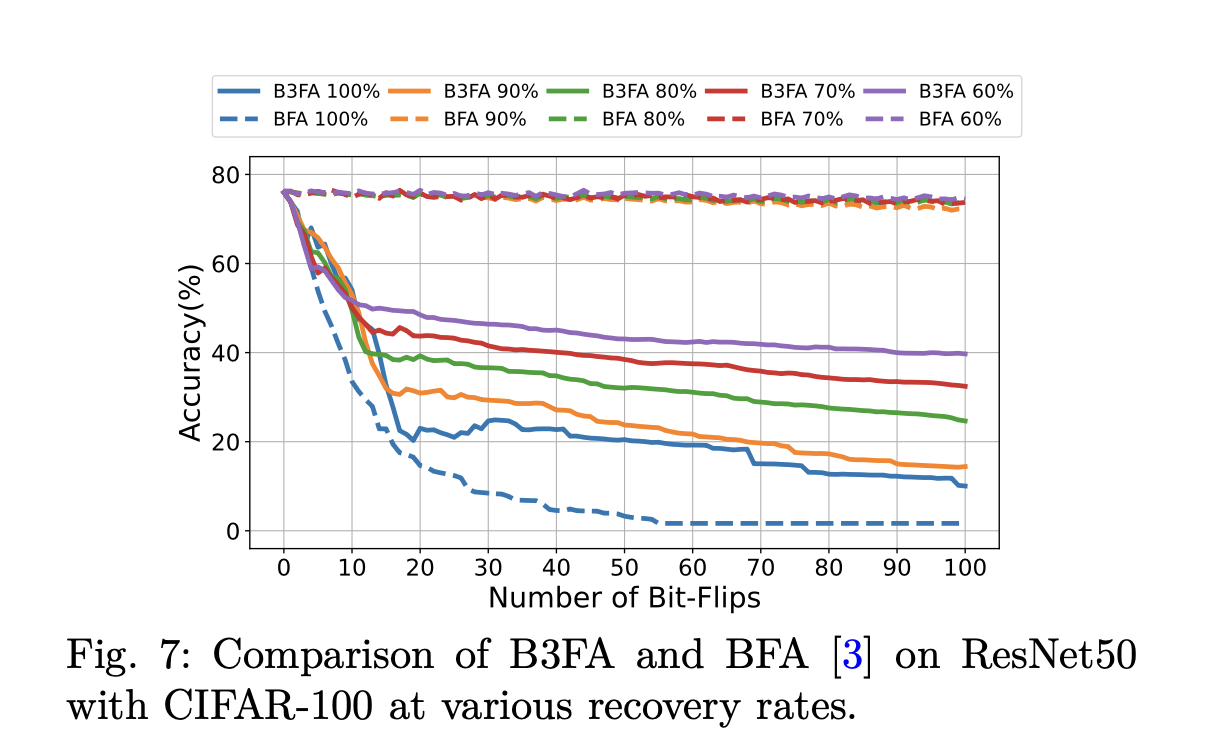 B3FA 100% B3FA 90% B3FA 80% B3FA 70% B3FA 60%
BFA 100% BFA 90% BFA 80% BFA 70% BFA 60%
80
60
40
20
0
Accuracy(%)
0 10 20 30 40 50 60 70 80 90 100
Number of Bit-Flips
Fig. 7: Comparison of B3FA and BFA [3] on ResNet50
with CIFAR-100 at various recovery rates.